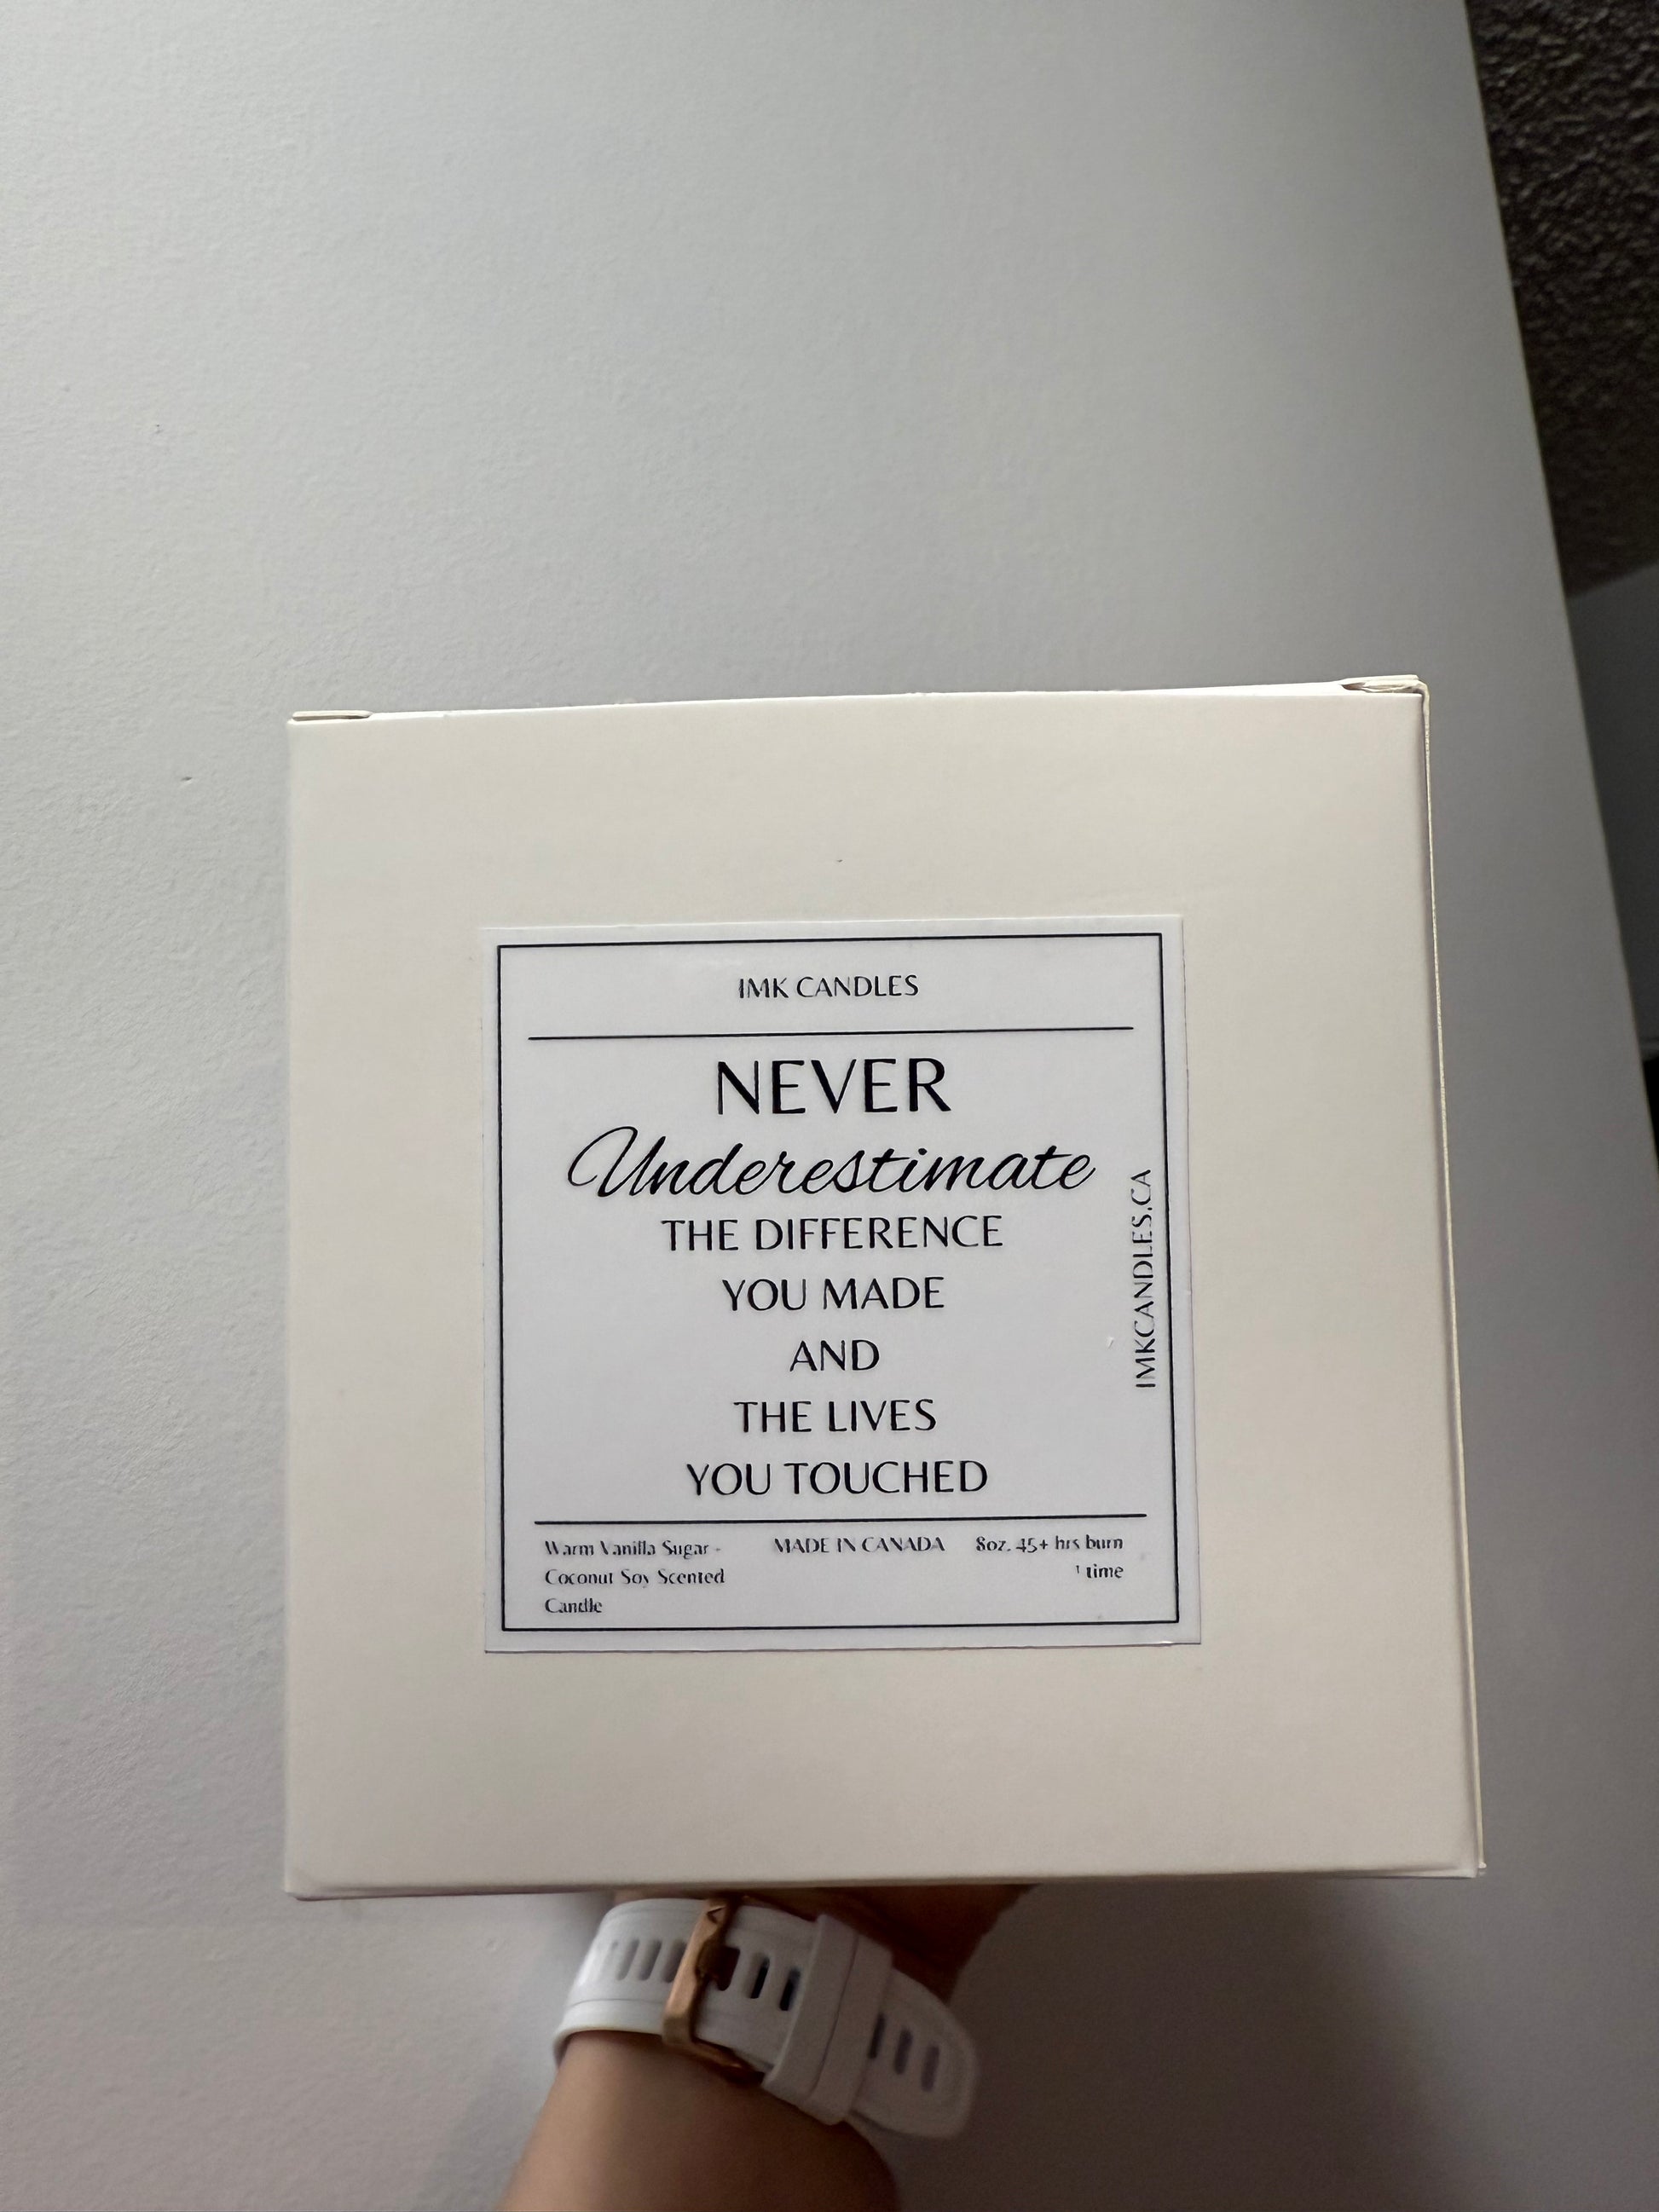 IMK CANDLES
NEVER
Underestimate
THE DIFFERENCE
YOU MADE
AND
THE LIVES
YOU TOUCHED
IMKCANDLES.CA
Warm Vanilla Sugar -
Coconut Soy Scented
Candle
MADE IN CANADA
8oz. 45+ hrs burn
time